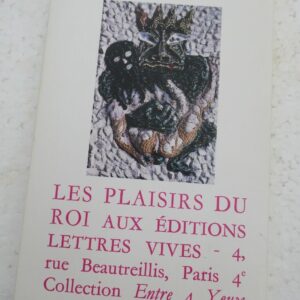 LES PLAISIRS DU
ROI AUX ÉDITIONS
LETTRES VIVES - 4,
rue Beautreillis, Paris 4e
Collection Entre 4 Yeux